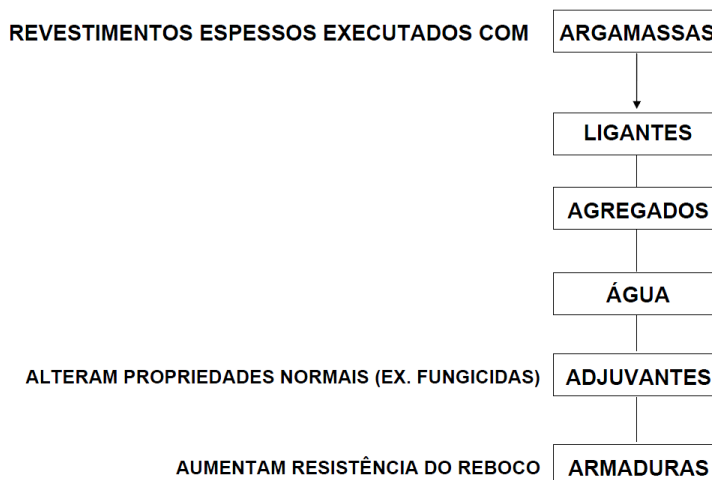 REVESTIMENTOS ESPESSOS EXECUTADOS COM ARGAMASSAS
LIGANTES
AGREGADOS
ÁGUA
ALTERAM PROPRIEDADES NORMAIS (EX. FUNGICIDAS) ADJUVANTES
AUMENTAM RESISTÊNCIA DO REBOCO ARMADURAS